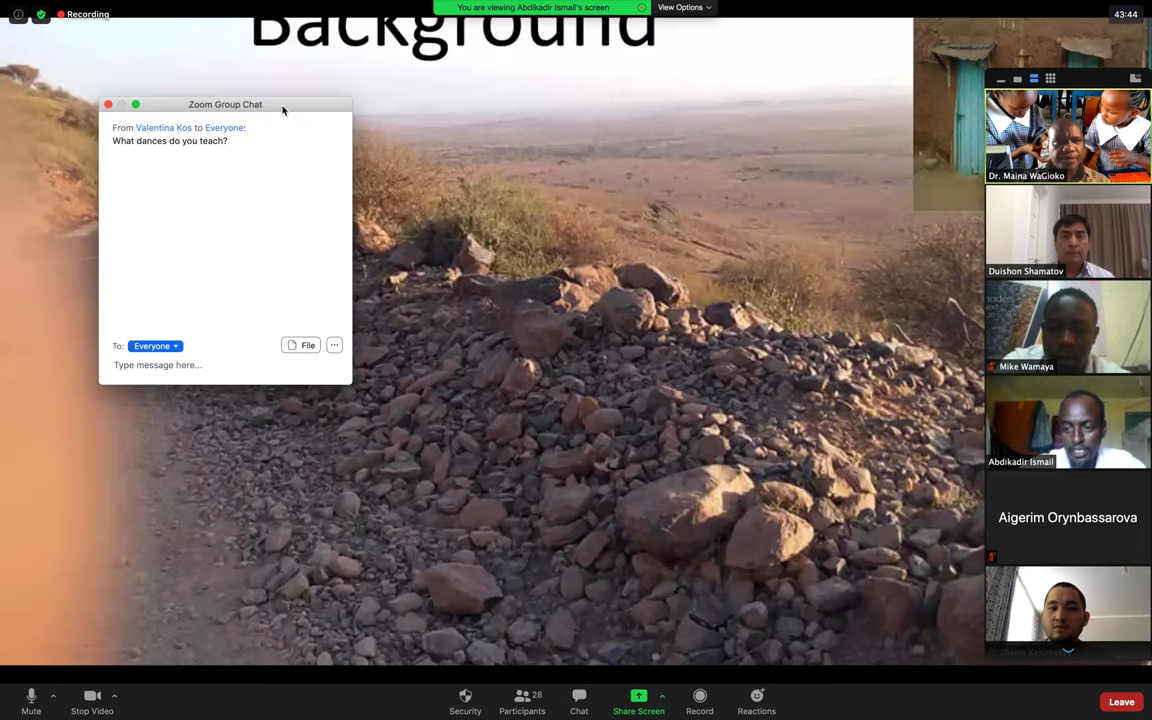 Recording
You are viewing Abdikadir Ismail's screen
View Options
43:44
Background
Zoom Group Chat
From Valentina Kos to Everyone:
What dances do you teach?
To: Everyone
File
Type message here...
Dr. Maina WaGioko
Duishon Shamatov
Mike Wamaya
Abdikadir Ismail
Aigerim Orynbassarova
Mute
Stop Video
Security
Participants
28
Chat
Share Screen
Record
Reactions
Leave